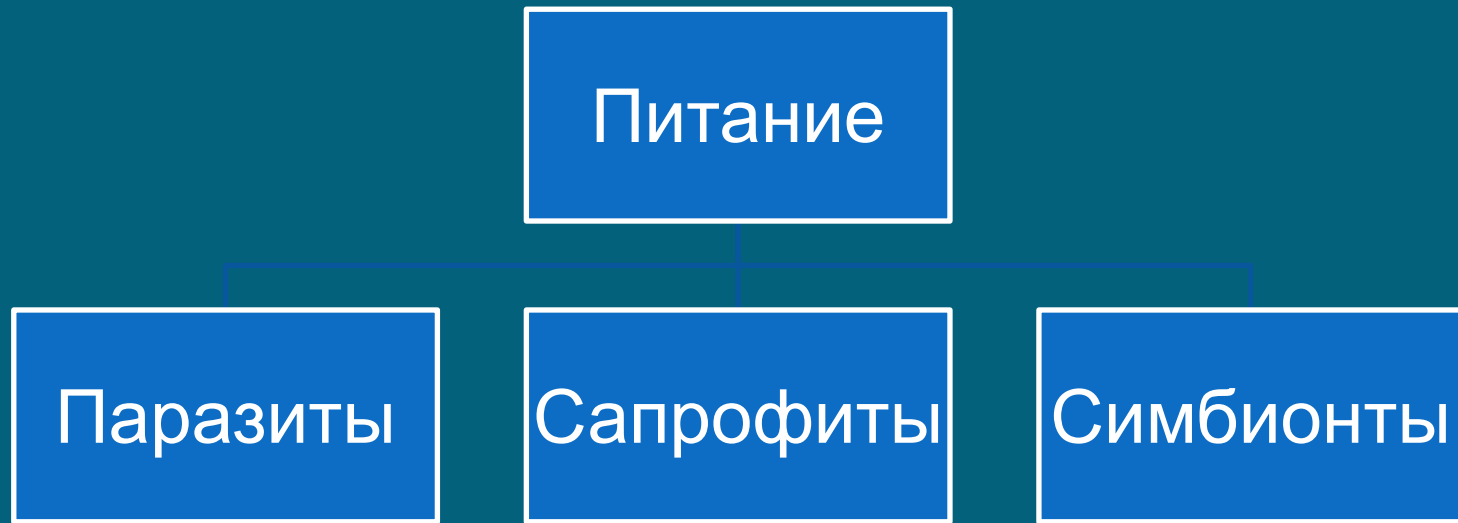 Питание
Паразиты
Сапрофиты
Симбионты